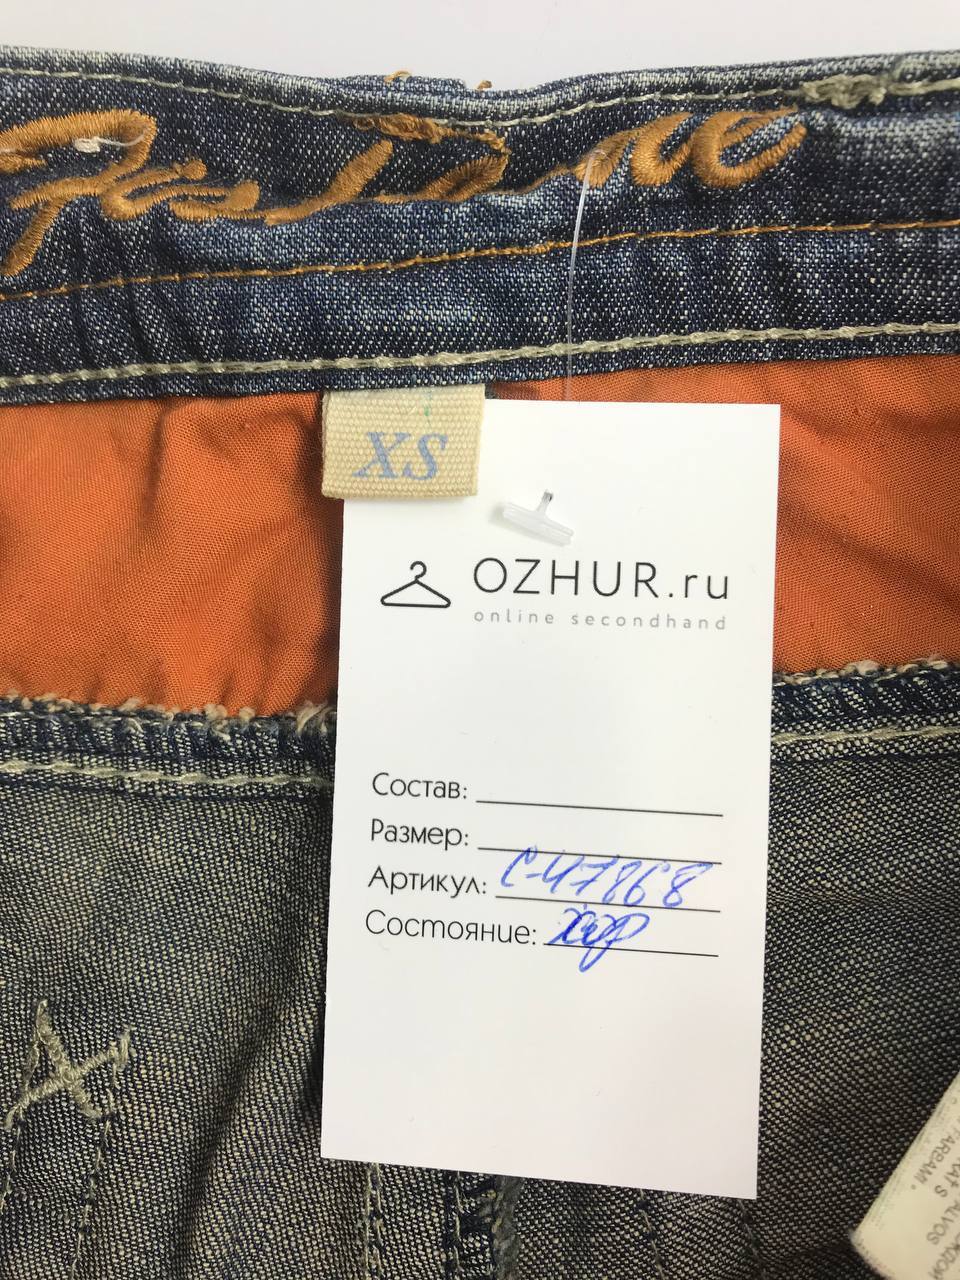 XS
OZHUR.ru
online secondhand
Состав:
Размер:
Артикул: С-47868
Состояние: хор